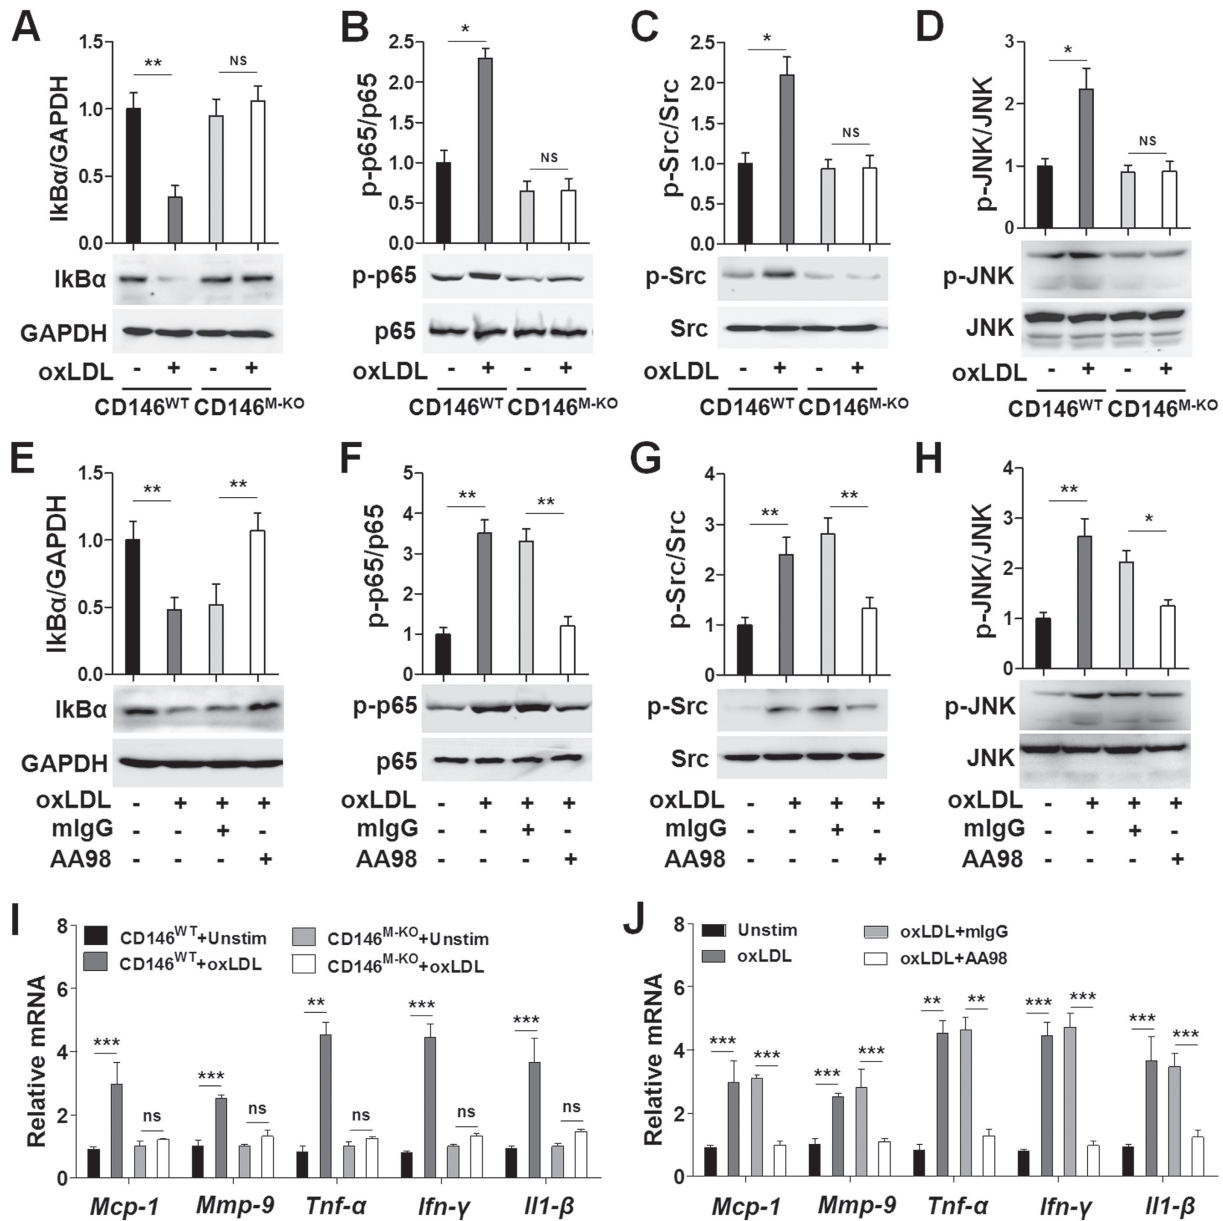 A
IkBα/GAPDH
1.5
1.0
0.5
0.0
**
NS
IkBα
GAPDH
oxLDL - + - +
CD146WT CD146M-KO
B
p-p65/p65
2.5
2.0
1.5
1.0
0.5
0.0
*
NS
p-p65
p65
oxLDL - + - +
CD146WT CD146M-KO
C
p-Src/Src
2.5
2.0
1.5
1.0
0.5
0.0
*
NS
p-Src
Src
oxLDL - + - +
CD146WT CD146M-KO
D
p-JNK/JNK
3
2
1
0
*
NS
p-JNK
JNK
oxLDL - + - +
CD146WT CD146M-KO
E
IkBα/GAPDH
1.5
1.0
0.5
0.0
** **
IkBα
GAPDH
oxLDL - + + +
mIgG - - + -
AA98 - - - +
F
p-p65/p65
5
4
3
2
1
0
** **
p-p65
p65
oxLDL - + + +
mIgG - - + -
AA98 - - - +
G
p-Src/Src
4
3
2
1
0
** **
p-Src
Src
oxLDL - + + +
mIgG - - + -
AA98 - - - +
H
p-JNK/JNK
4
3
2
1
0
** *
p-JNK
JNK
oxLDL - + + +
mIgG - - + -
AA98 - - - +
I
Relative mRNA
8
6
4
2
0
CD146WT+Unstim CD146M-KO+Unstim
CD146WT+oxLDL CD146M-KO+oxLDL
*** ns *** ns ** ns *** ns *** ns
Mcp-1 Mmp-9 Tnf-α Ifn-γ Il1-β
J
Relative mRNA
8
6
4
2
0
Unstim oxLDL+mIgG
oxLDL oxLDL+AA98
*** *** *** *** ** ** *** *** *** ***
Mcp-1 Mmp-9 Tnf-α Ifn-γ Il1-β